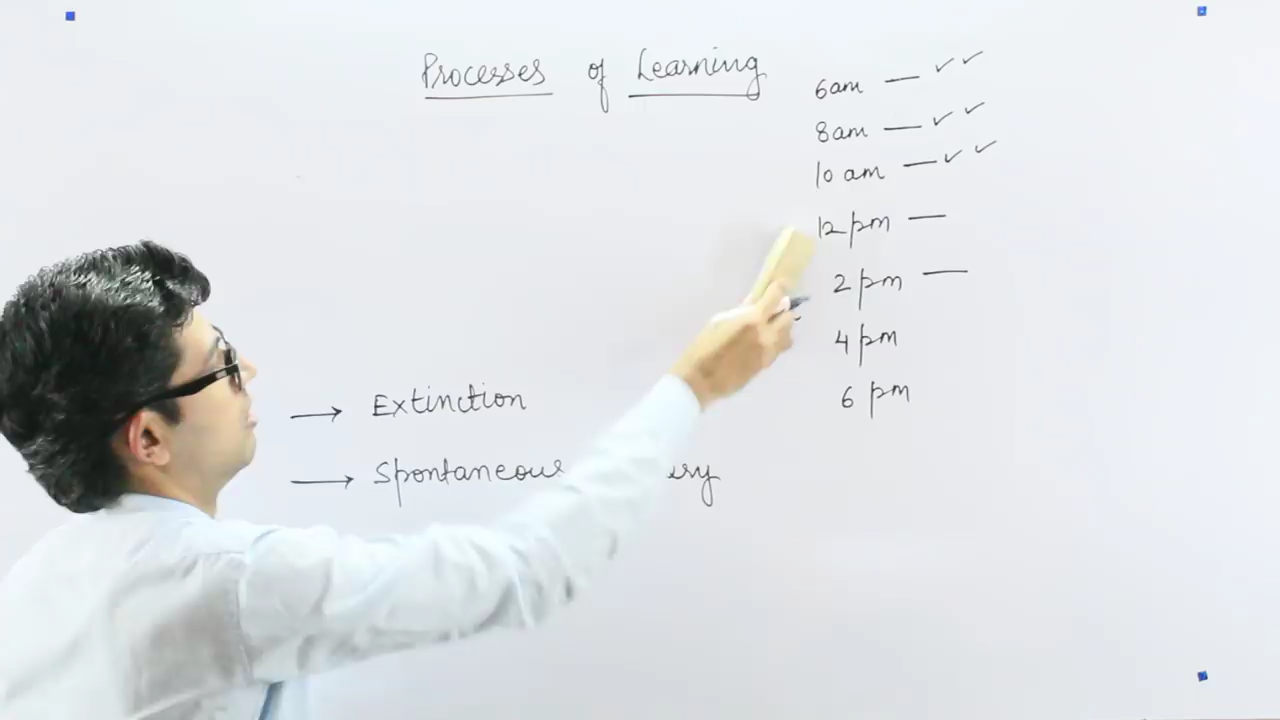 Processes of Learning
6am — ✓ ✓
8am — ✓ ✓
10 am — ✓ ✓
12 pm —
2 pm —
4 pm
6 pm
→ Extinction
→ Spontaneous